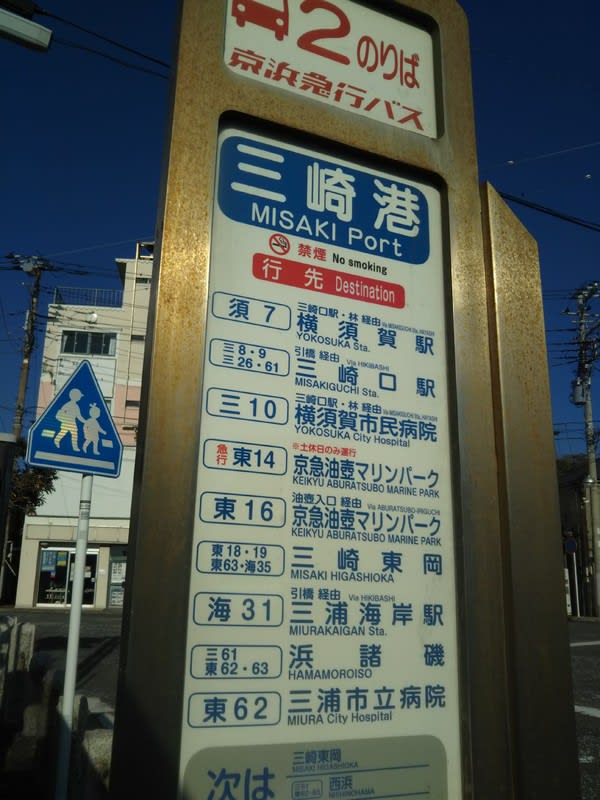 2のりば
京浜急行バス
三崎港
MISAKI Port
禁煙 No smoking
行先 Destination
須7
三崎口駅・林 経由 Via MISAKIGUCHI Sta. HAYASHI
横須賀駅
YOKOSUKA Sta.
三8・9
三26・61
引橋 経由 Via HIKIBASHI
三崎口駅
MISAKIGUCHI Sta.
三10
三崎口駅・林 経由 Via MISAKIGUCHI Sta. HAYASHI
横須賀市民病院
YOKOSUKA City Hospital
急行 東14
※土休日のみ運行
京急油壺マリンパーク
KEIKYU ABURATSUBO MARINE PARK
東16
油壺入口 経由 Via ABURATSUBO-IRIGUCHI
京急油壺マリンパーク
KEIKYU ABURATSUBO MARINE PARK
東18・19
東63・海35
三崎東岡
MISAKI HIGASHIOKA
海31
引橋 経由 Via HIKIBASHI
三浦海岸駅
MIURAKAIGAN Sta.
三61
東62・63
浜諸磯
HAMAMOROISO
東62
三浦市立病院
MIURA City Hospital
次は
三崎東岡
MISAKI HIGASHIOKA
西浜
NISHINOHAMA